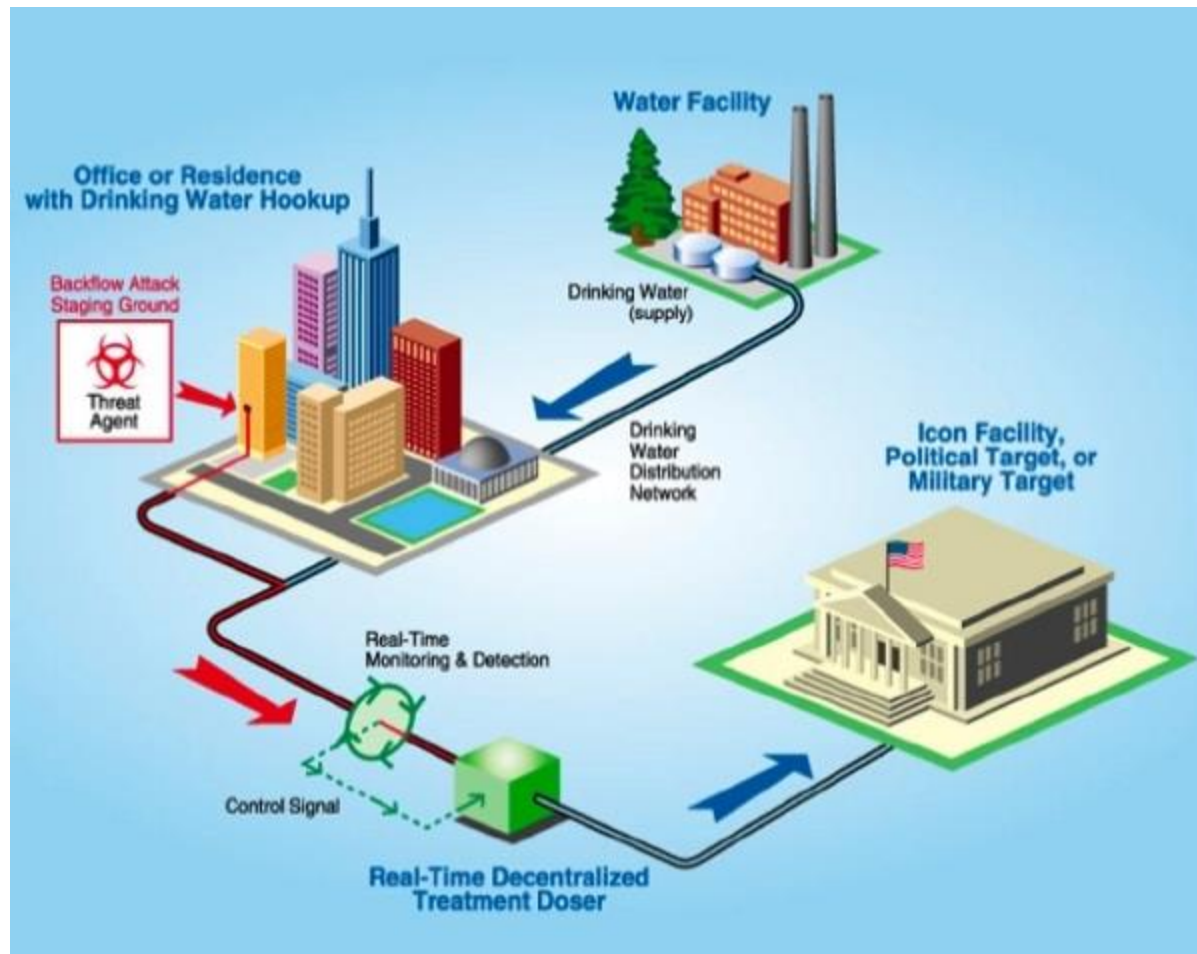 Water Facility
Office or Residence
with Drinking Water Hookup
Backflow Attack
Staging Ground
Threat
Agent
Drinking Water
(supply)
Drinking
Water
Distribution
Network
Icon Facility,
Political Target, or
Military Target
Real-Time
Monitoring & Detection
Control Signal
Real-Time Decentralized
Treatment Doser